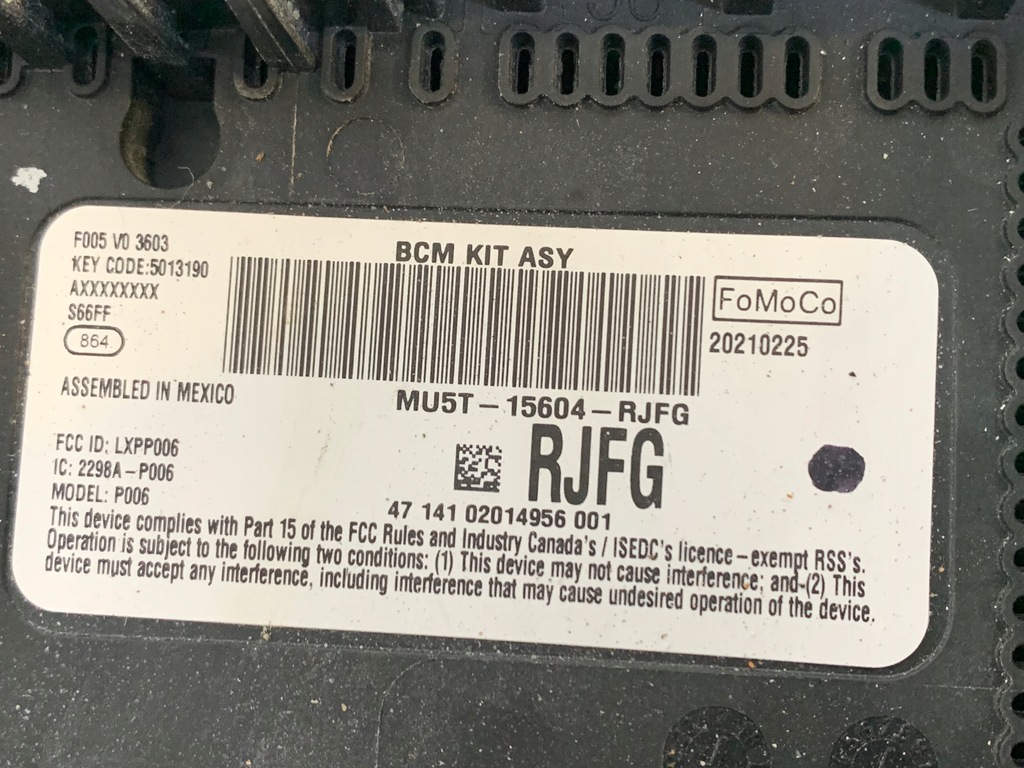 F005 V0 3603
KEY CODE:5013190
AXXXXXXXX
S66FF
864
ASSEMBLED IN MEXICO
BCM KIT ASY
FoMoCo
20210225
MU5T-15604-RJFG
RJFG
47 141 02014956 001
FCC ID: LXPP006
IC: 2298A-P006
MODEL: P006
This device complies with Part 15 of the FCC Rules and Industry Canada's / ISEDC's licence-exempt RSS's.
Operation is subject to the following two conditions: (1) This device may not cause interference; and (2) This
device must accept any interference, including interference that may cause undesired operation of the device.